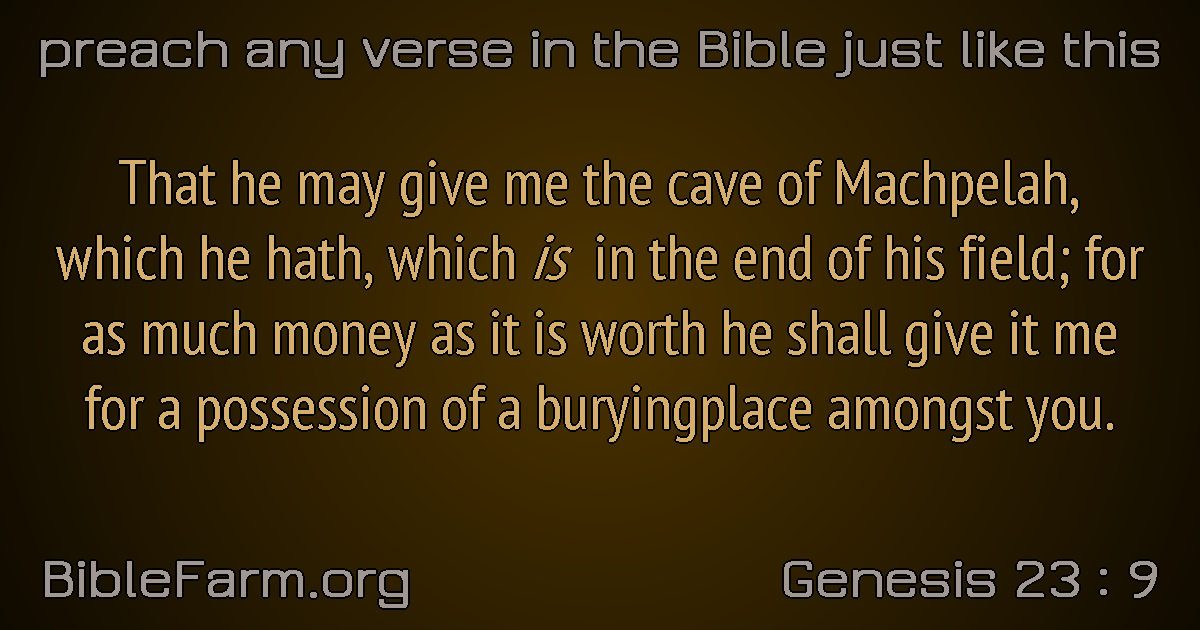 preach any verse in the Bible just like this
That he may give me the cave of Machpelah,
which he hath, which is in the end of his field; for
as much money as it is worth he shall give it me
for a possession of a buryingplace amongst you.
BibleFarm.org
Genesis 23 : 9